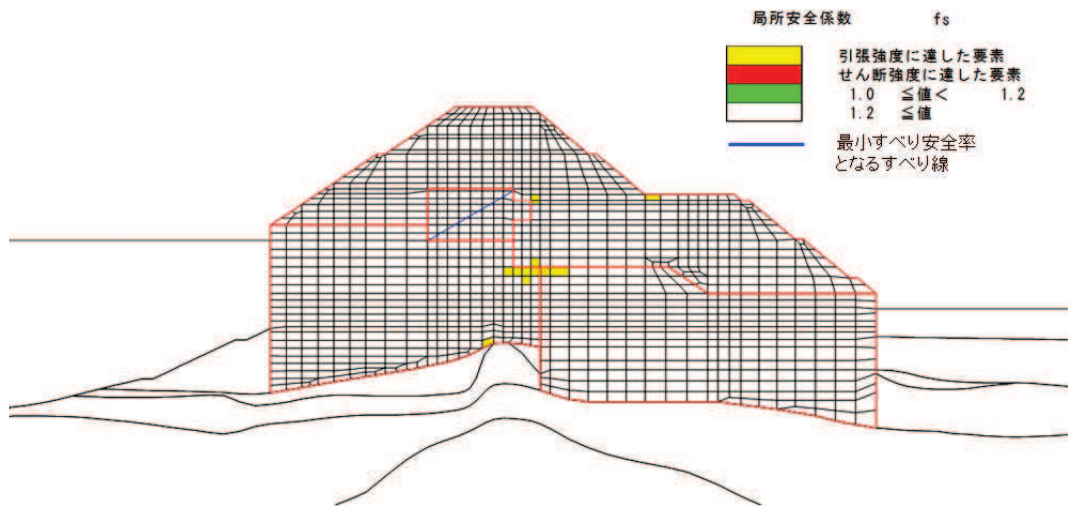 局所安全係数 fs
引張強度に達した要素
せん断強度に達した要素
1.0 ≦値< 1.2
1.2 ≦値
最小すべり安全率
となるすべり線